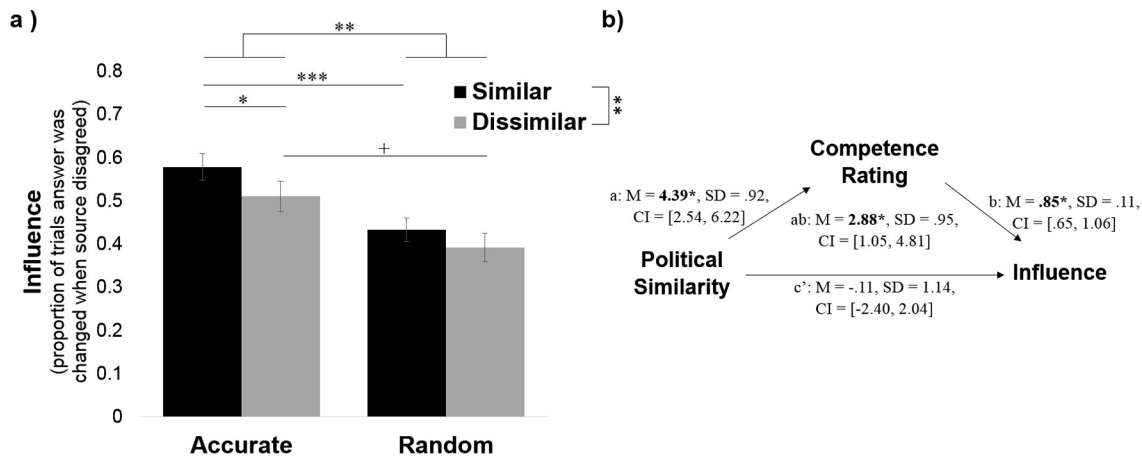 a )
b)
**
***
*
+
0.8
0.7
0.6
0.5
0.4
0.3
0.2
0.1
0
Influence
(proportion of trials answer was
changed when source disagreed)
Similar
Dissimilar
**
Accurate
Random
Competence
Rating
a: M = 4.39*, SD = .92,
CI = [2.54, 6.22]
ab: M = 2.88*, SD = .95,
CI = [1.05, 4.81]
b: M = .85*, SD = .11,
CI = [.65, 1.06]
Political
Similarity
Influence
c’: M = -.11, SD = 1.14,
CI = [-2.40, 2.04]